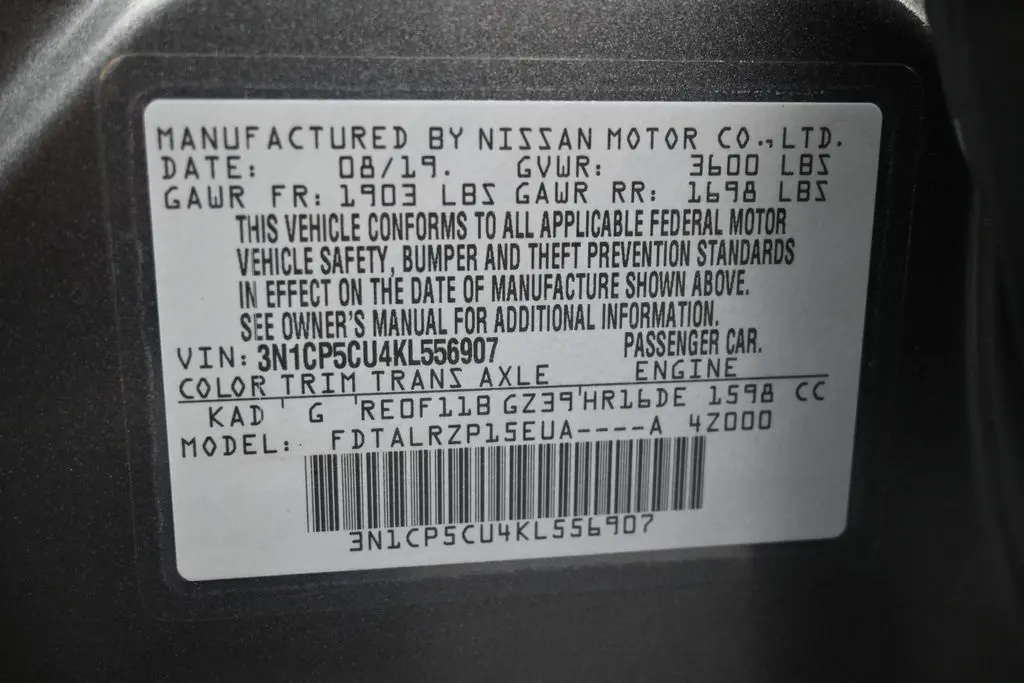 MANUFACTURED BY NISSAN MOTOR CO., LTD.
DATE: 08/19. GVWR: 3600 LBS
GAWR FR: 1903 LBS GAWR RR: 1698 LBS
THIS VEHICLE CONFORMS TO ALL APPLICABLE FEDERAL MOTOR
VEHICLE SAFETY, BUMPER AND THEFT PREVENTION STANDARDS
IN EFFECT ON THE DATE OF MANUFACTURE SHOWN ABOVE.
SEE OWNER'S MANUAL FOR ADDITIONAL INFORMATION.
VIN: 3N1CP5CU4KL556907 PASSENGER CAR.
COLOR TRIM TRANS AXLE ENGINE
KAD ' G 'RE0F11B GZ39'HR16DE 1598 CC
MODEL: FDTALRZP15EUA----A 4Z000
3N1CP5CU4KL556907